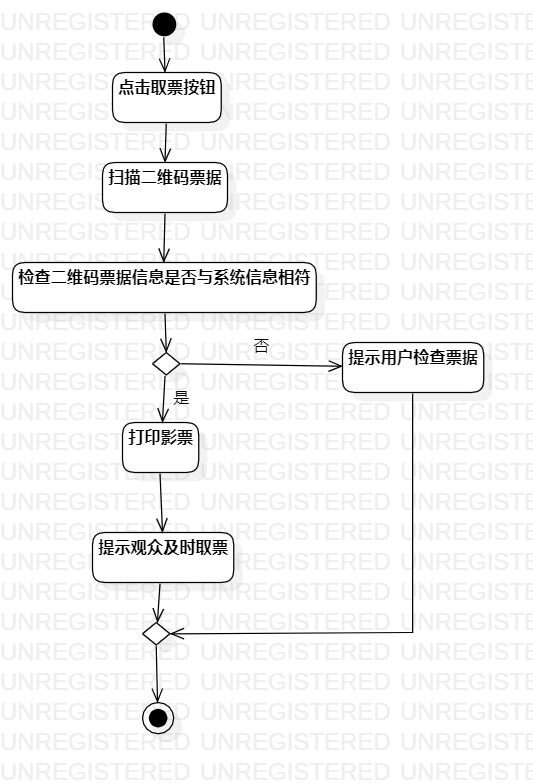 点击取票按钮
扫描二维码票据
检查二维码票据信息是否与系统信息相符
否
提示用户检查票据
是
打印影票
提示观众及时取票
UNREGISTERED